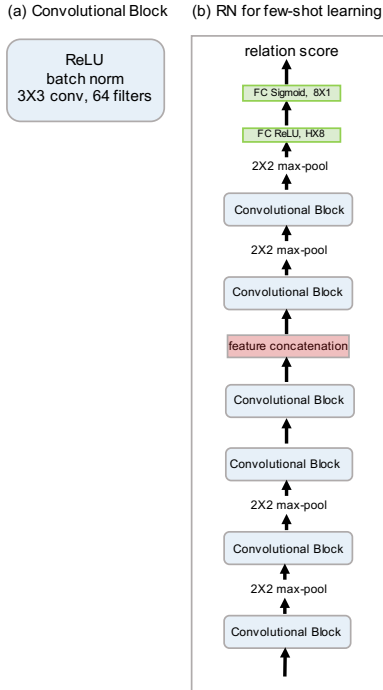 (a) Convolutional Block
ReLU
batch norm
3X3 conv, 64 filters
(b) RN for few-shot learning
relation score
FC Sigmoid, 8X1
FC ReLU, HX8
2X2 max-pool
Convolutional Block
2X2 max-pool
Convolutional Block
feature concatenation
Convolutional Block
Convolutional Block
2X2 max-pool
Convolutional Block
2X2 max-pool
Convolutional Block